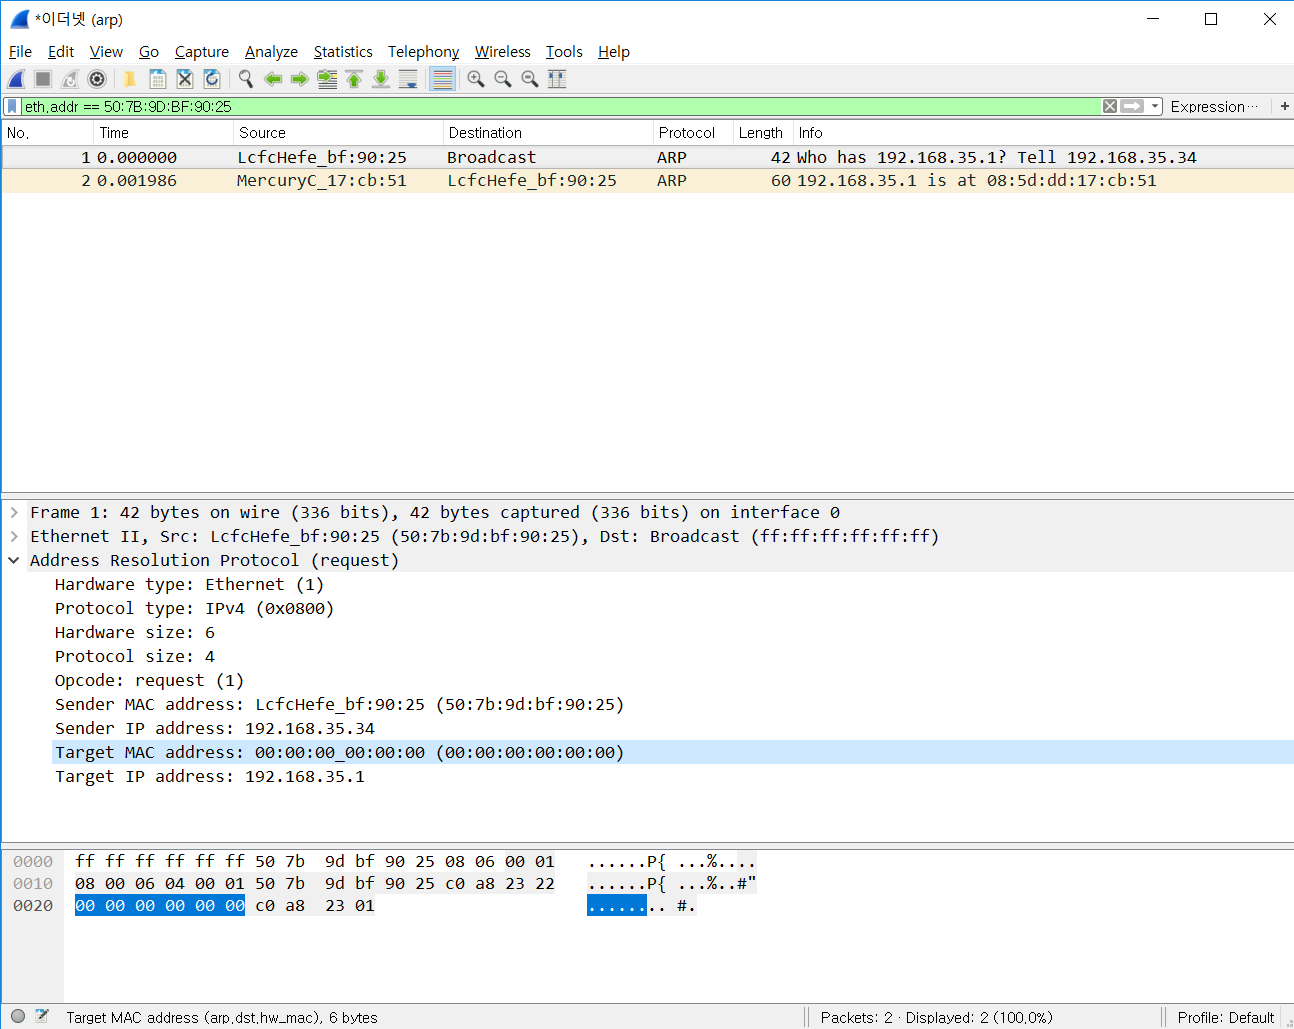 *이더넷 (arp)
File Edit View Go Capture Analyze Statistics Telephony Wireless Tools Help
eth.addr == 50:7B:9D:BF:90:25 Expression… +
No. Time Source Destination Protocol Length Info
1 0.000000 LcfcHefe_bf:90:25 Broadcast ARP 42 Who has 192.168.35.1? Tell 192.168.35.34
2 0.001986 MercuryC_17:cb:51 LcfcHefe_bf:90:25 ARP 60 192.168.35.1 is at 08:5d:dd:17:cb:51
Frame 1: 42 bytes on wire (336 bits), 42 bytes captured (336 bits) on interface 0
Ethernet II, Src: LcfcHefe_bf:90:25 (50:7b:9d:bf:90:25), Dst: Broadcast (ff:ff:ff:ff:ff:ff)
Address Resolution Protocol (request)
Hardware type: Ethernet (1)
Protocol type: IPv4 (0x0800)
Hardware size: 6
Protocol size: 4
Opcode: request (1)
Sender MAC address: LcfcHefe_bf:90:25 (50:7b:9d:bf:90:25)
Sender IP address: 192.168.35.34
Target MAC address: 00:00:00_00:00:00 (00:00:00:00:00:00)
Target IP address: 192.168.35.1
0000 ff ff ff ff ff ff 50 7b 9d bf 90 25 08 06 00 01 ......P{ ...%....
0010 08 00 06 04 00 01 50 7b 9d bf 90 25 c0 a8 23 22 ......P{ ...%..#"
0020 00 00 00 00 00 00 c0 a8 23 01 ........ #.
Target MAC address (arp.dst.hw_mac), 6 bytes Packets: 2 · Displayed: 2 (100.0%) Profile: Default